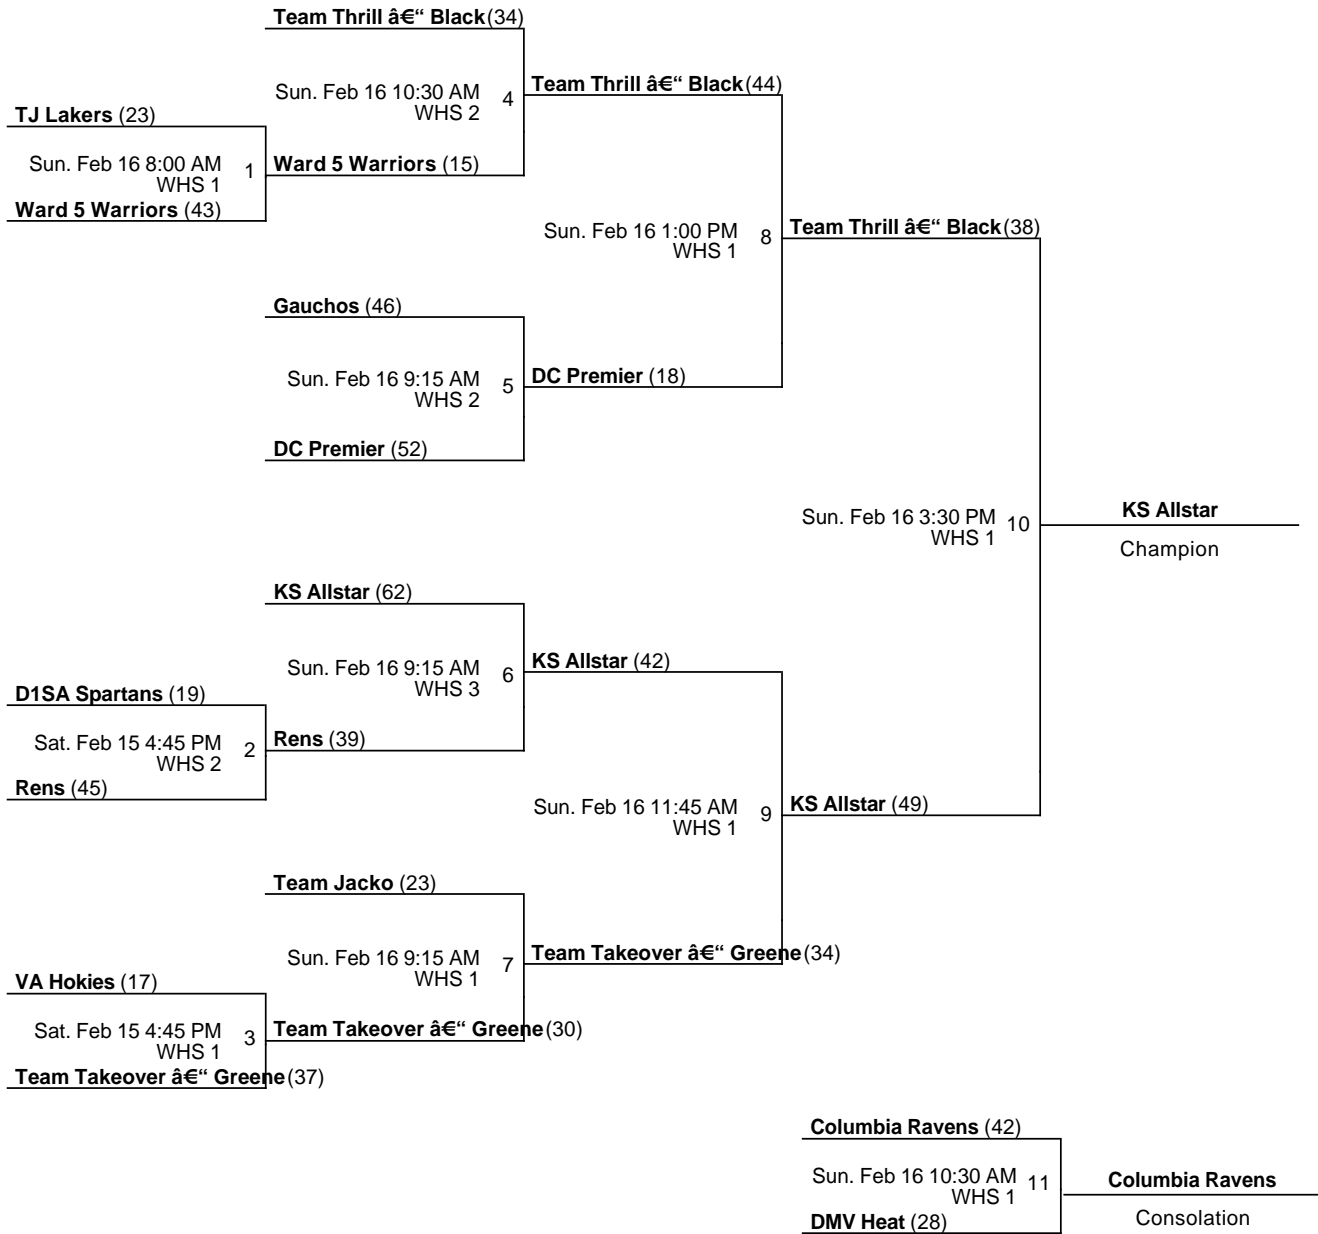 Team Thrill â€“ Black (34)
Sun. Feb 16 10:30 AM 4
WHS 2
Team Thrill â€“ Black (44)
TJ Lakers (23)
Sun. Feb 16 8:00 AM 1
WHS 1
Ward 5 Warriors (15)
Ward 5 Warriors (43)
Sun. Feb 16 1:00 PM 8
WHS 1
Team Thrill â€“ Black (38)
Gauchos (46)
Sun. Feb 16 9:15 AM 5
WHS 2
DC Premier (18)
DC Premier (52)
Sun. Feb 16 3:30 PM 10
WHS 1
KS Allstar
Champion
KS Allstar (62)
Sun. Feb 16 9:15 AM 6
WHS 3
KS Allstar (42)
D1SA Spartans (19)
Sat. Feb 15 4:45 PM 2
WHS 2
Rens (39)
Rens (45)
Sun. Feb 16 11:45 AM 9
WHS 1
KS Allstar (49)
Team Jacko (23)
Sun. Feb 16 9:15 AM 7
WHS 1
Team Takeover â€“ Greene (34)
VA Hokies (17)
Sat. Feb 15 4:45 PM 3
WHS 1
Team Takeover â€“ Greene (30)
Team Takeover â€“ Greene (37)
Columbia Ravens (42)
Sun. Feb 16 10:30 AM 11
WHS 1
Columbia Ravens
DMV Heat (28)
Consolation